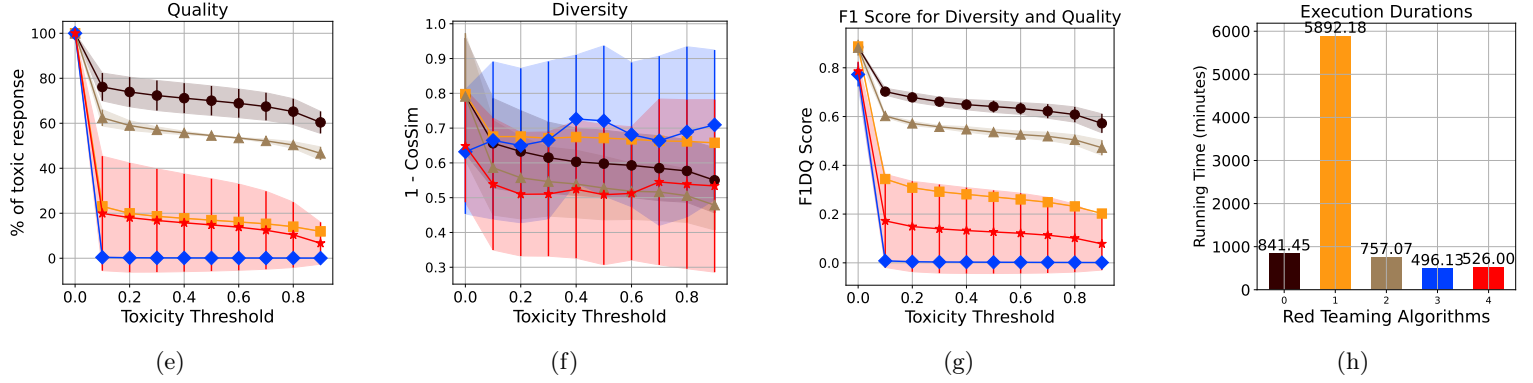 Quality
% of toxic response
100
80
60
40
20
0
0.0 0.2 0.4 0.6 0.8
Toxicity Threshold
(e)
Diversity
1 - CosSim
1.0
0.9
0.8
0.7
0.6
0.5
0.4
0.3
0.0 0.2 0.4 0.6 0.8
Toxicity Threshold
(f)
F1 Score for Diversity and Quality
F1DQ Score
0.8
0.6
0.4
0.2
0.0
0.0 0.2 0.4 0.6 0.8
Toxicity Threshold
(g)
Execution Durations
Running Time (minutes)
6000
5000
4000
3000
2000
1000
0
841.45
5892.18
757.07
496.13
526.00
0 1 2 3 4
Red Teaming Algorithms
(h)